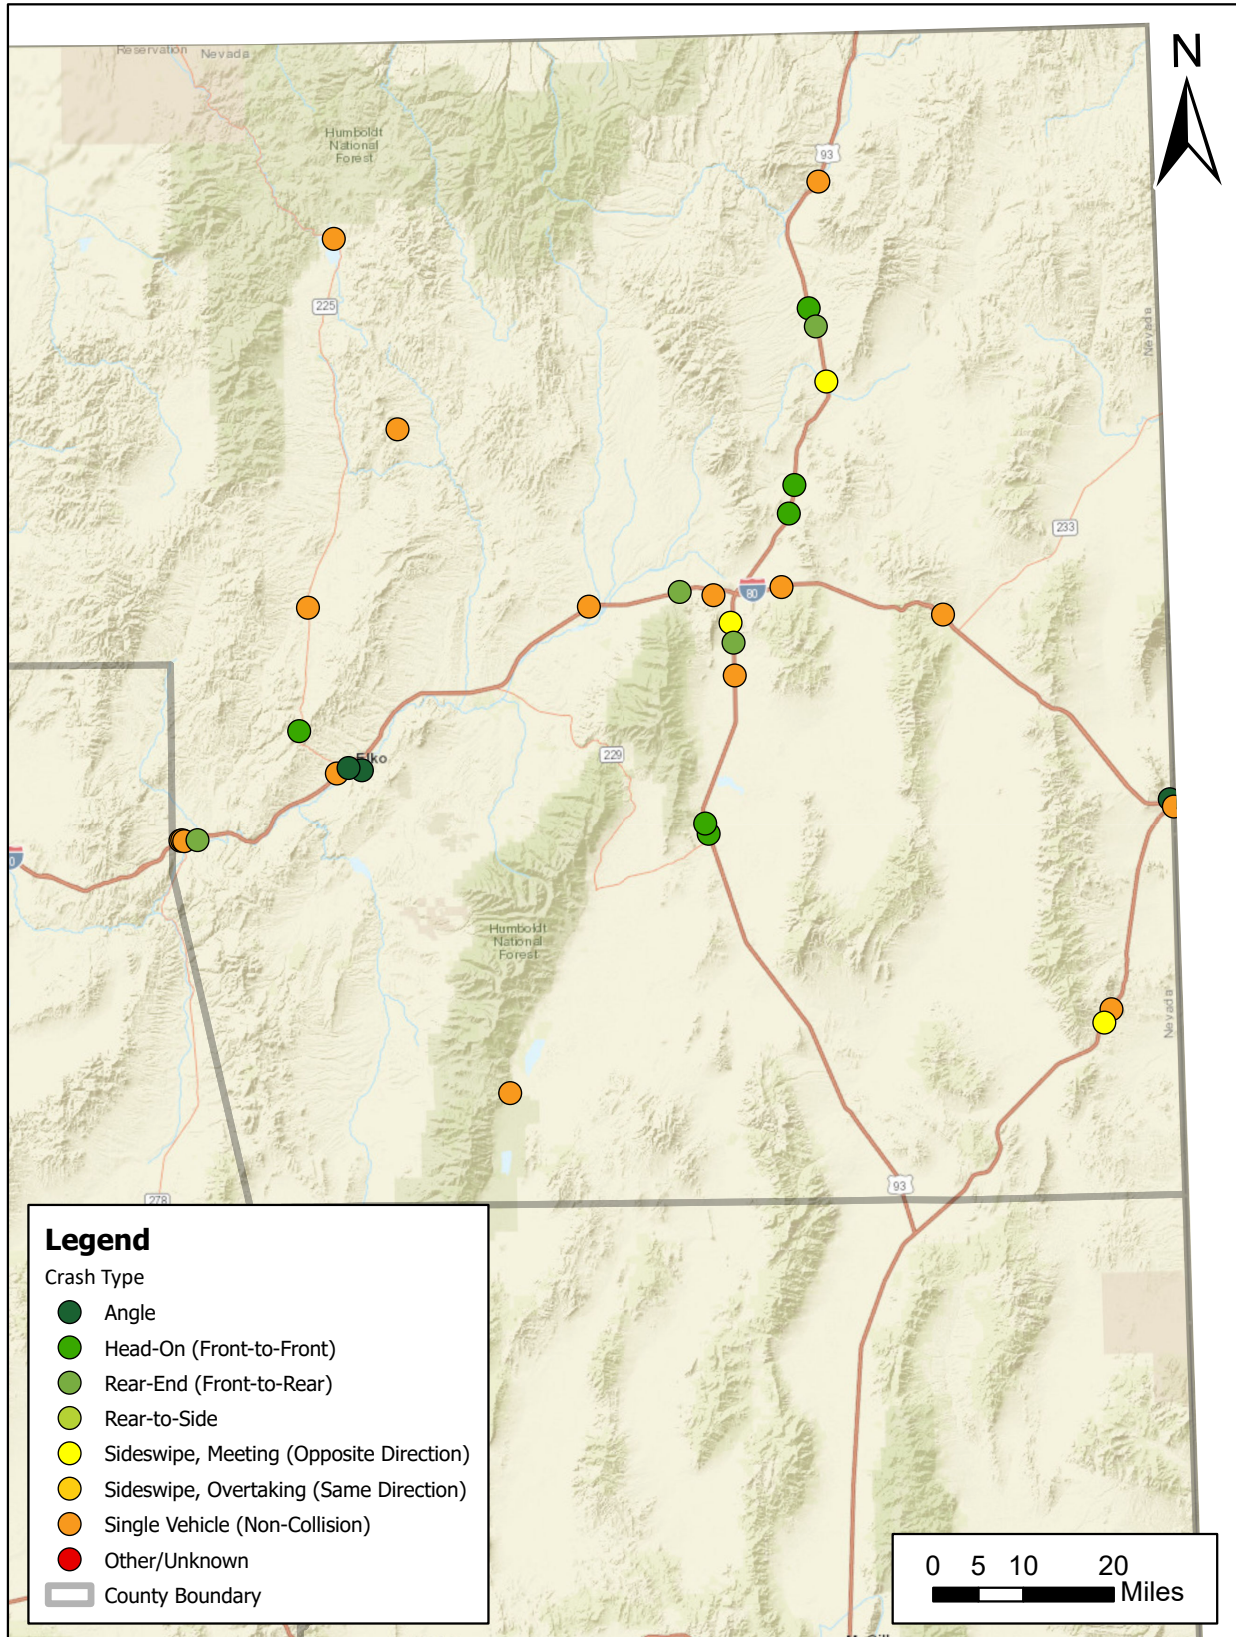 Reservation
Nevada
N
Humboldt
National
Forest
93
225
Nevada
233
80
Elko
229
Humboldt
National
Forest
Nevada
278
93
Legend
Crash Type
Angle
Head-On (Front-to-Front)
Rear-End (Front-to-Rear)
Rear-to-Side
Sideswipe, Meeting (Opposite Direction)
Sideswipe, Overtaking (Same Direction)
Single Vehicle (Non-Collision)
Other/Unknown
County Boundary
0 5 10 20
Miles